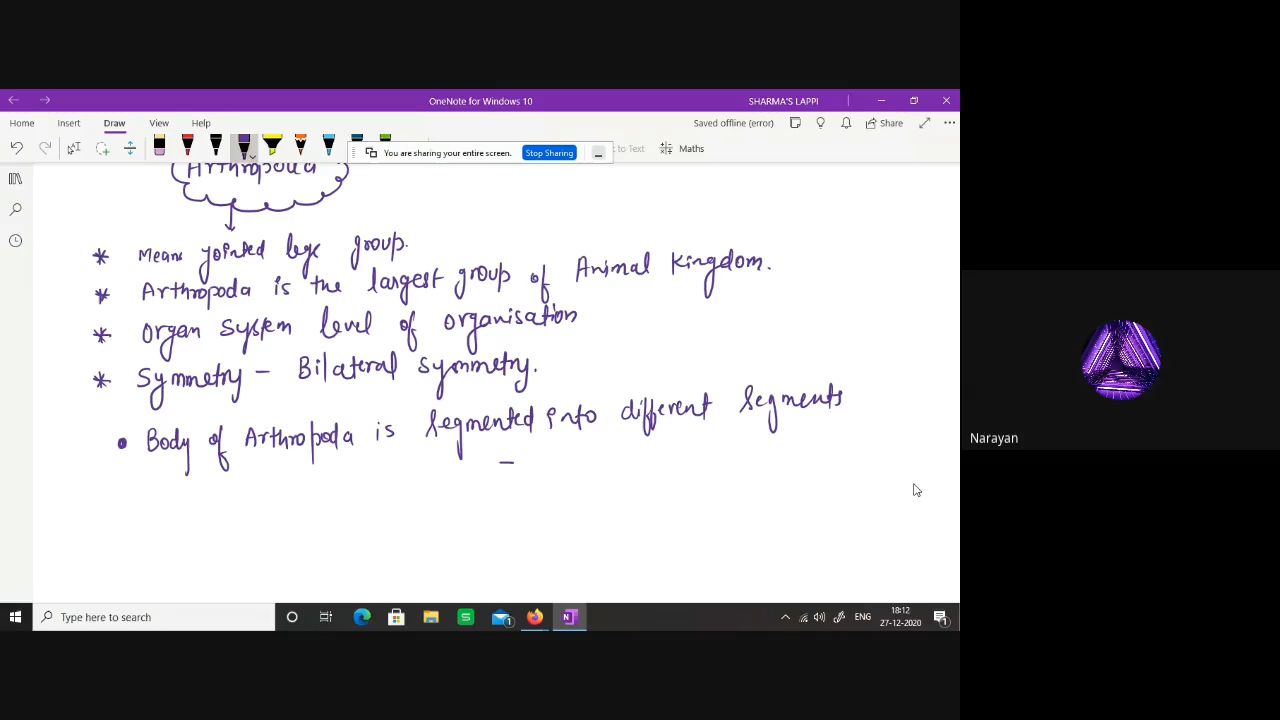 OneNote for Windows 10
SHARMA'S LAPPI
Home Insert Draw View Help
Saved offline (error)
Share
You are sharing your entire screen.
Stop Sharing
to Text
Maths
Arthropoda
* Means jointed legs group.
* Arthropoda is the largest group of Animal Kingdom.
* Organ system level of organisation
* Symmetry - Bilateral symmetry.
• Body of Arthropoda is segmented into different segments
–
Narayan
Type here to search
ENG
18:12
27-12-2020